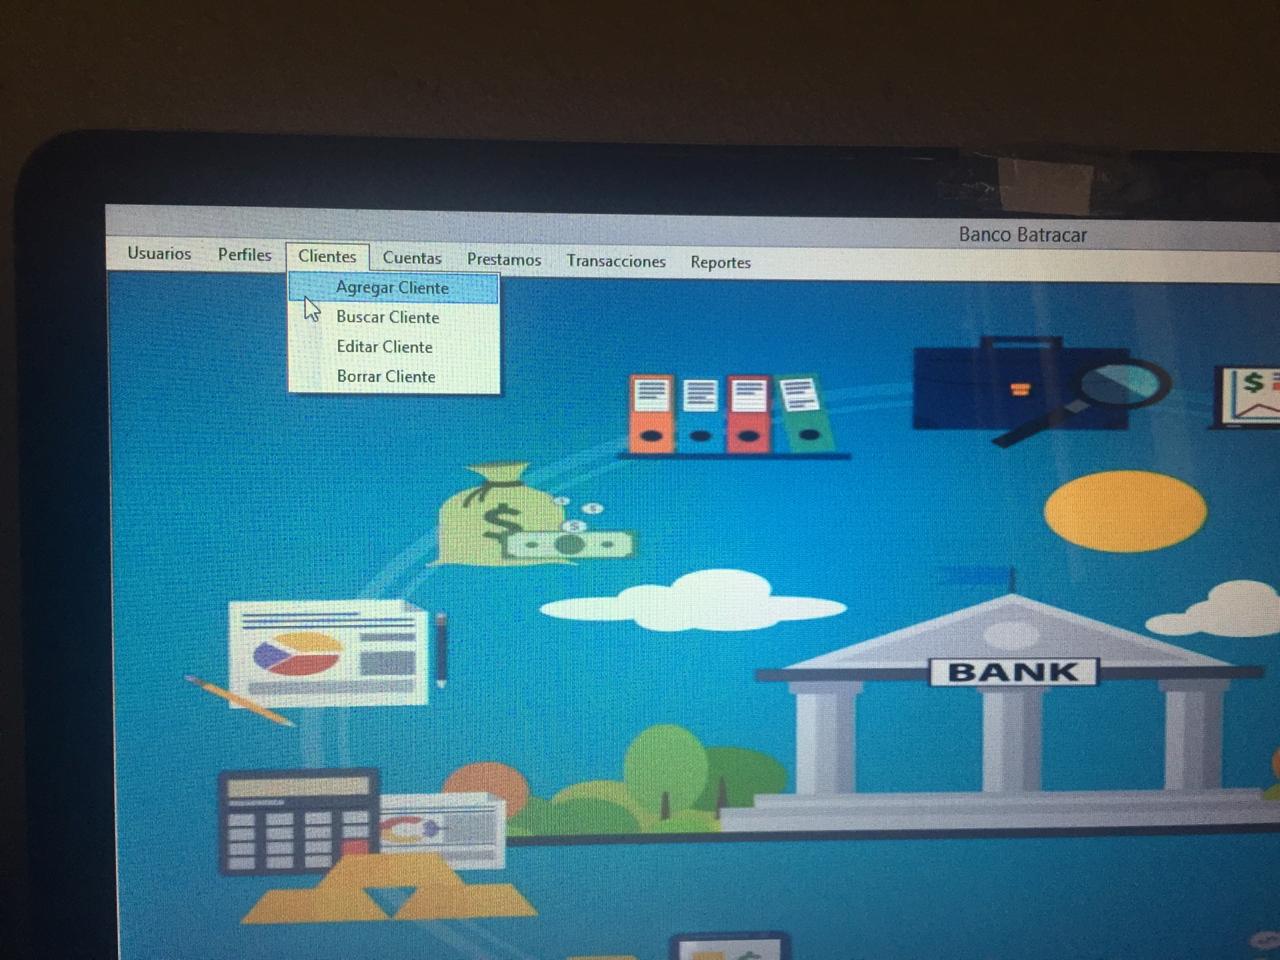 Banco Batracar
Usuarios Perfiles Clientes Cuentas Prestamos Transacciones Reportes
Agregar Cliente
Buscar Cliente
Editar Cliente
Borrar Cliente
$
$
BANK